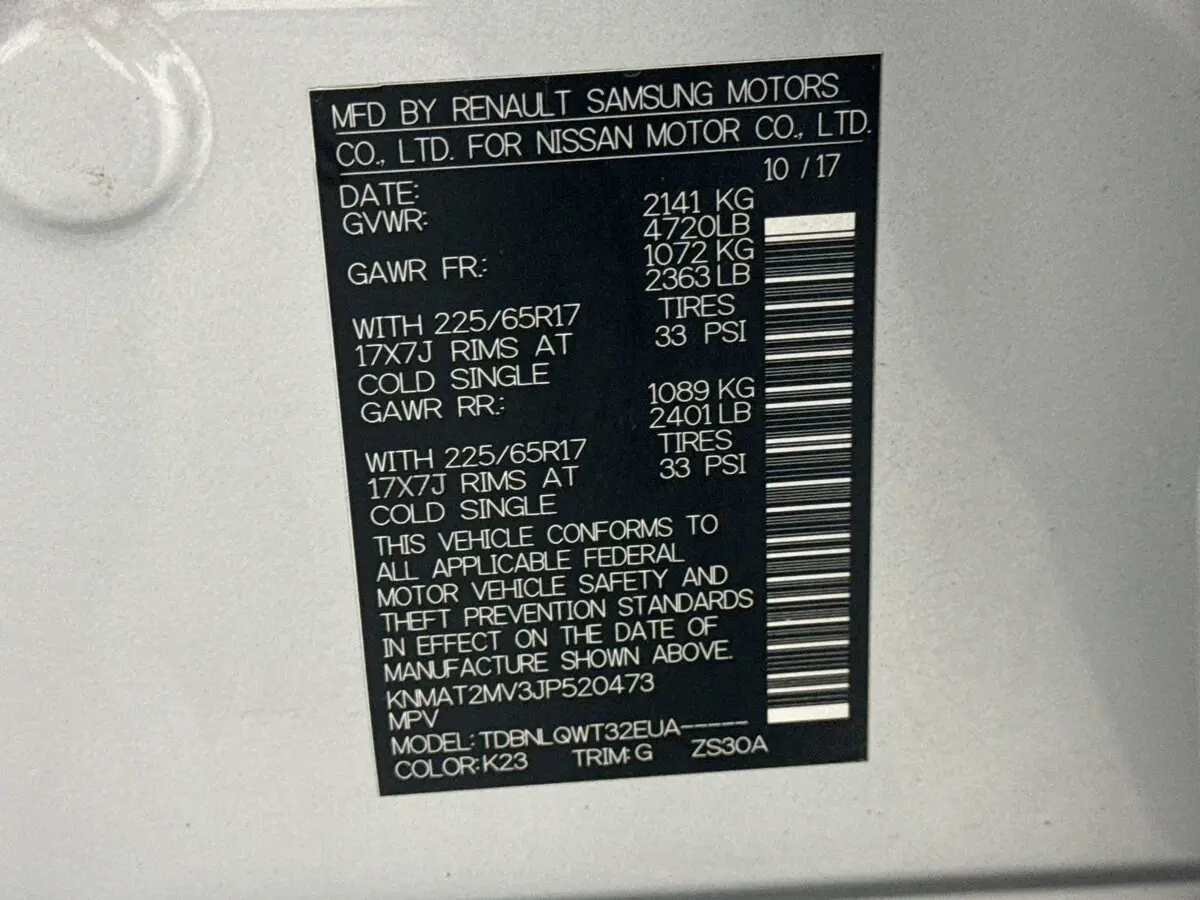 MFD BY RENAULT SAMSUNG MOTORS
CO., LTD. FOR NISSAN MOTOR CO., LTD.
DATE: 10 / 17
GVWR: 2141 KG
4720LB
GAWR FR.: 1072 KG
2363LB
WITH 225/65R17 TIRES
17X7J RIMS AT 33 PSI
COLD SINGLE
GAWR RR.: 1089 KG
2401LB
WITH 225/65R17 TIRES
17X7J RIMS AT 33 PSI
COLD SINGLE
THIS VEHICLE CONFORMS TO
ALL APPLICABLE FEDERAL
MOTOR VEHICLE SAFETY AND
THEFT PREVENTION STANDARDS
IN EFFECT ON THE DATE OF
MANUFACTURE SHOWN ABOVE.
KNMAT2MV3JP520473
MPV
MODEL: TDBNLQWT32EUA-----
COLOR: K23 TRIM: G ZS30A